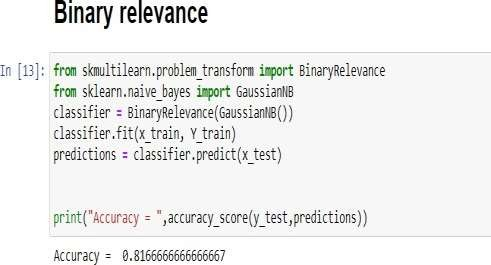 Binary relevance
In [13]: from skmultilearn.problem_transform import BinaryRelevance
from sklearn.naive_bayes import GaussianNB
classifier = BinaryRelevance(GaussianNB())
classifier.fit(x_train, Y_train)
predictions = classifier.predict(x_test)
print("Accuracy = ",accuracy_score(y_test,predictions))
Accuracy =  0.8166666666666667